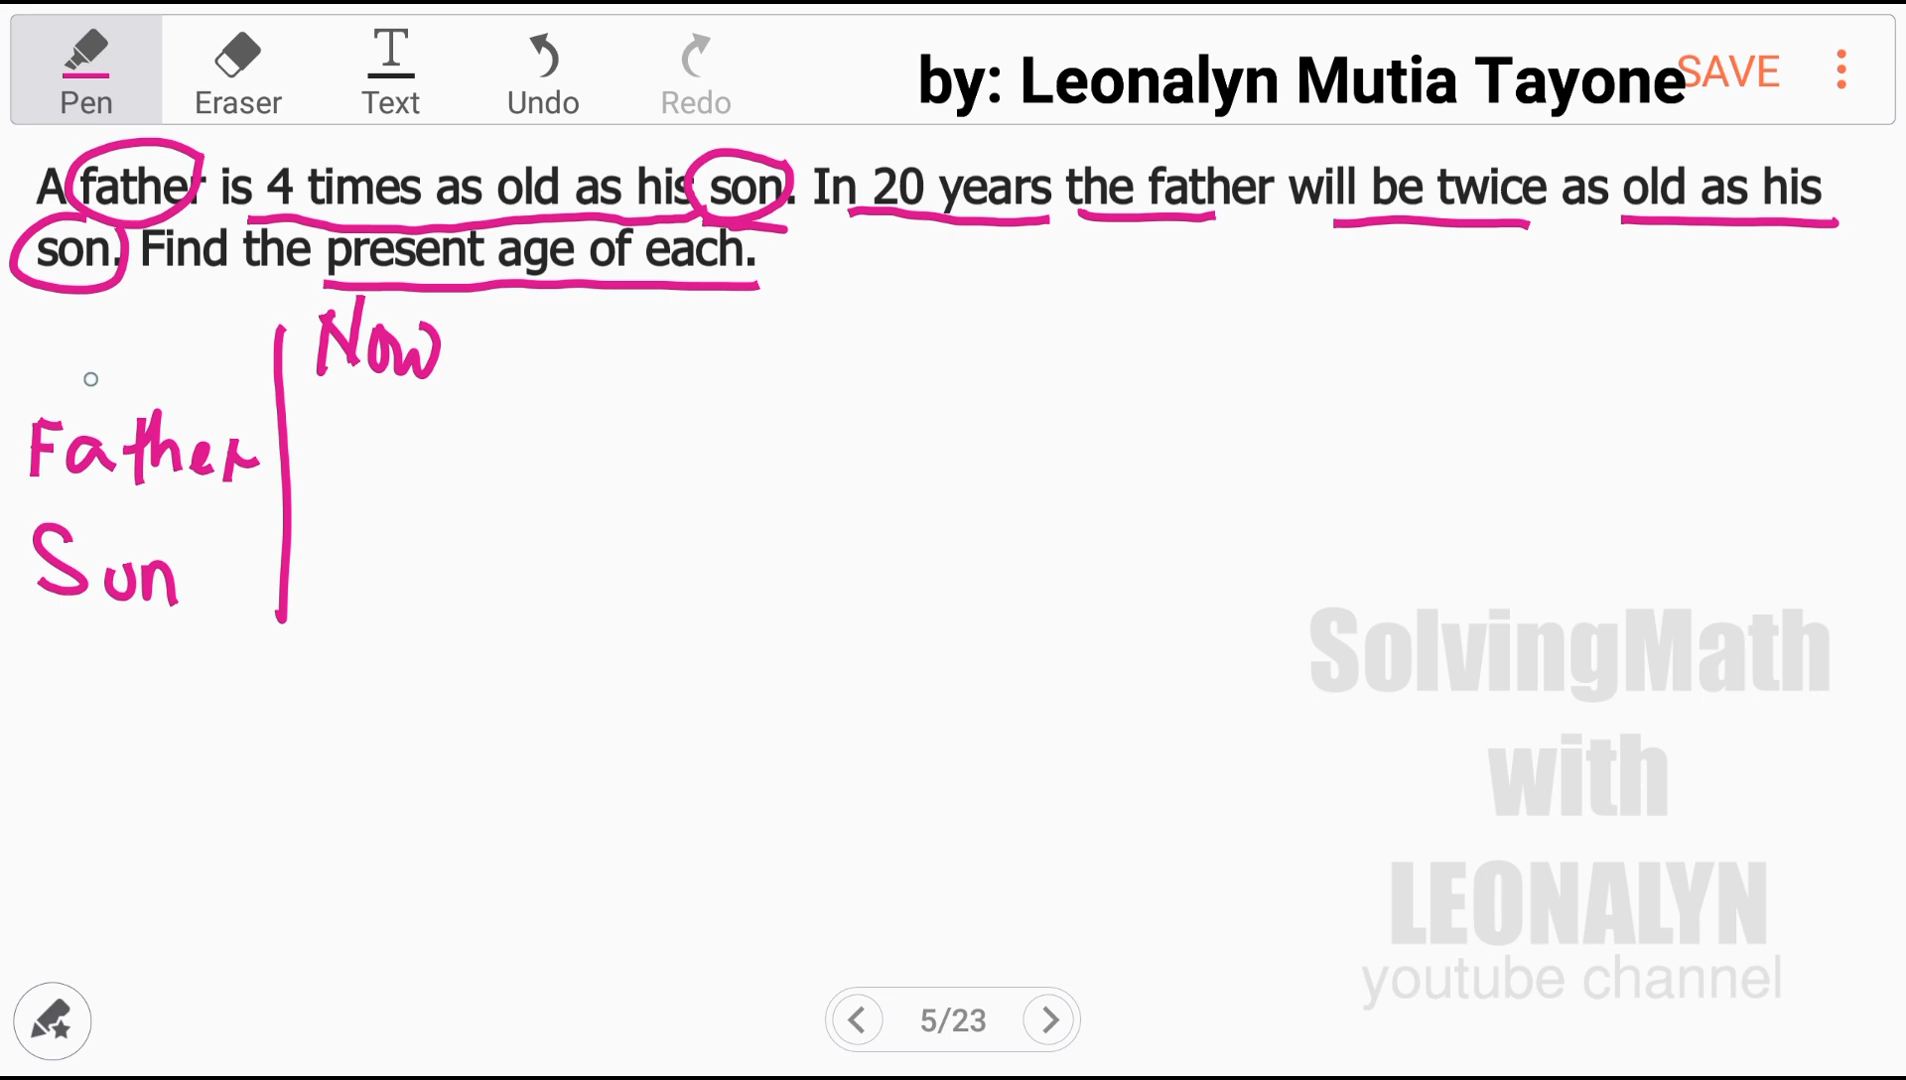 Pen Eraser Text Undo Redo by: Leonalyn Mutia Tayone SAVE
A father is 4 times as old as his son. In 20 years the father will be twice as old as his
son. Find the present age of each.
Now
Father
Son
SolvingMath
with
LEONALYN
youtube channel
5/23